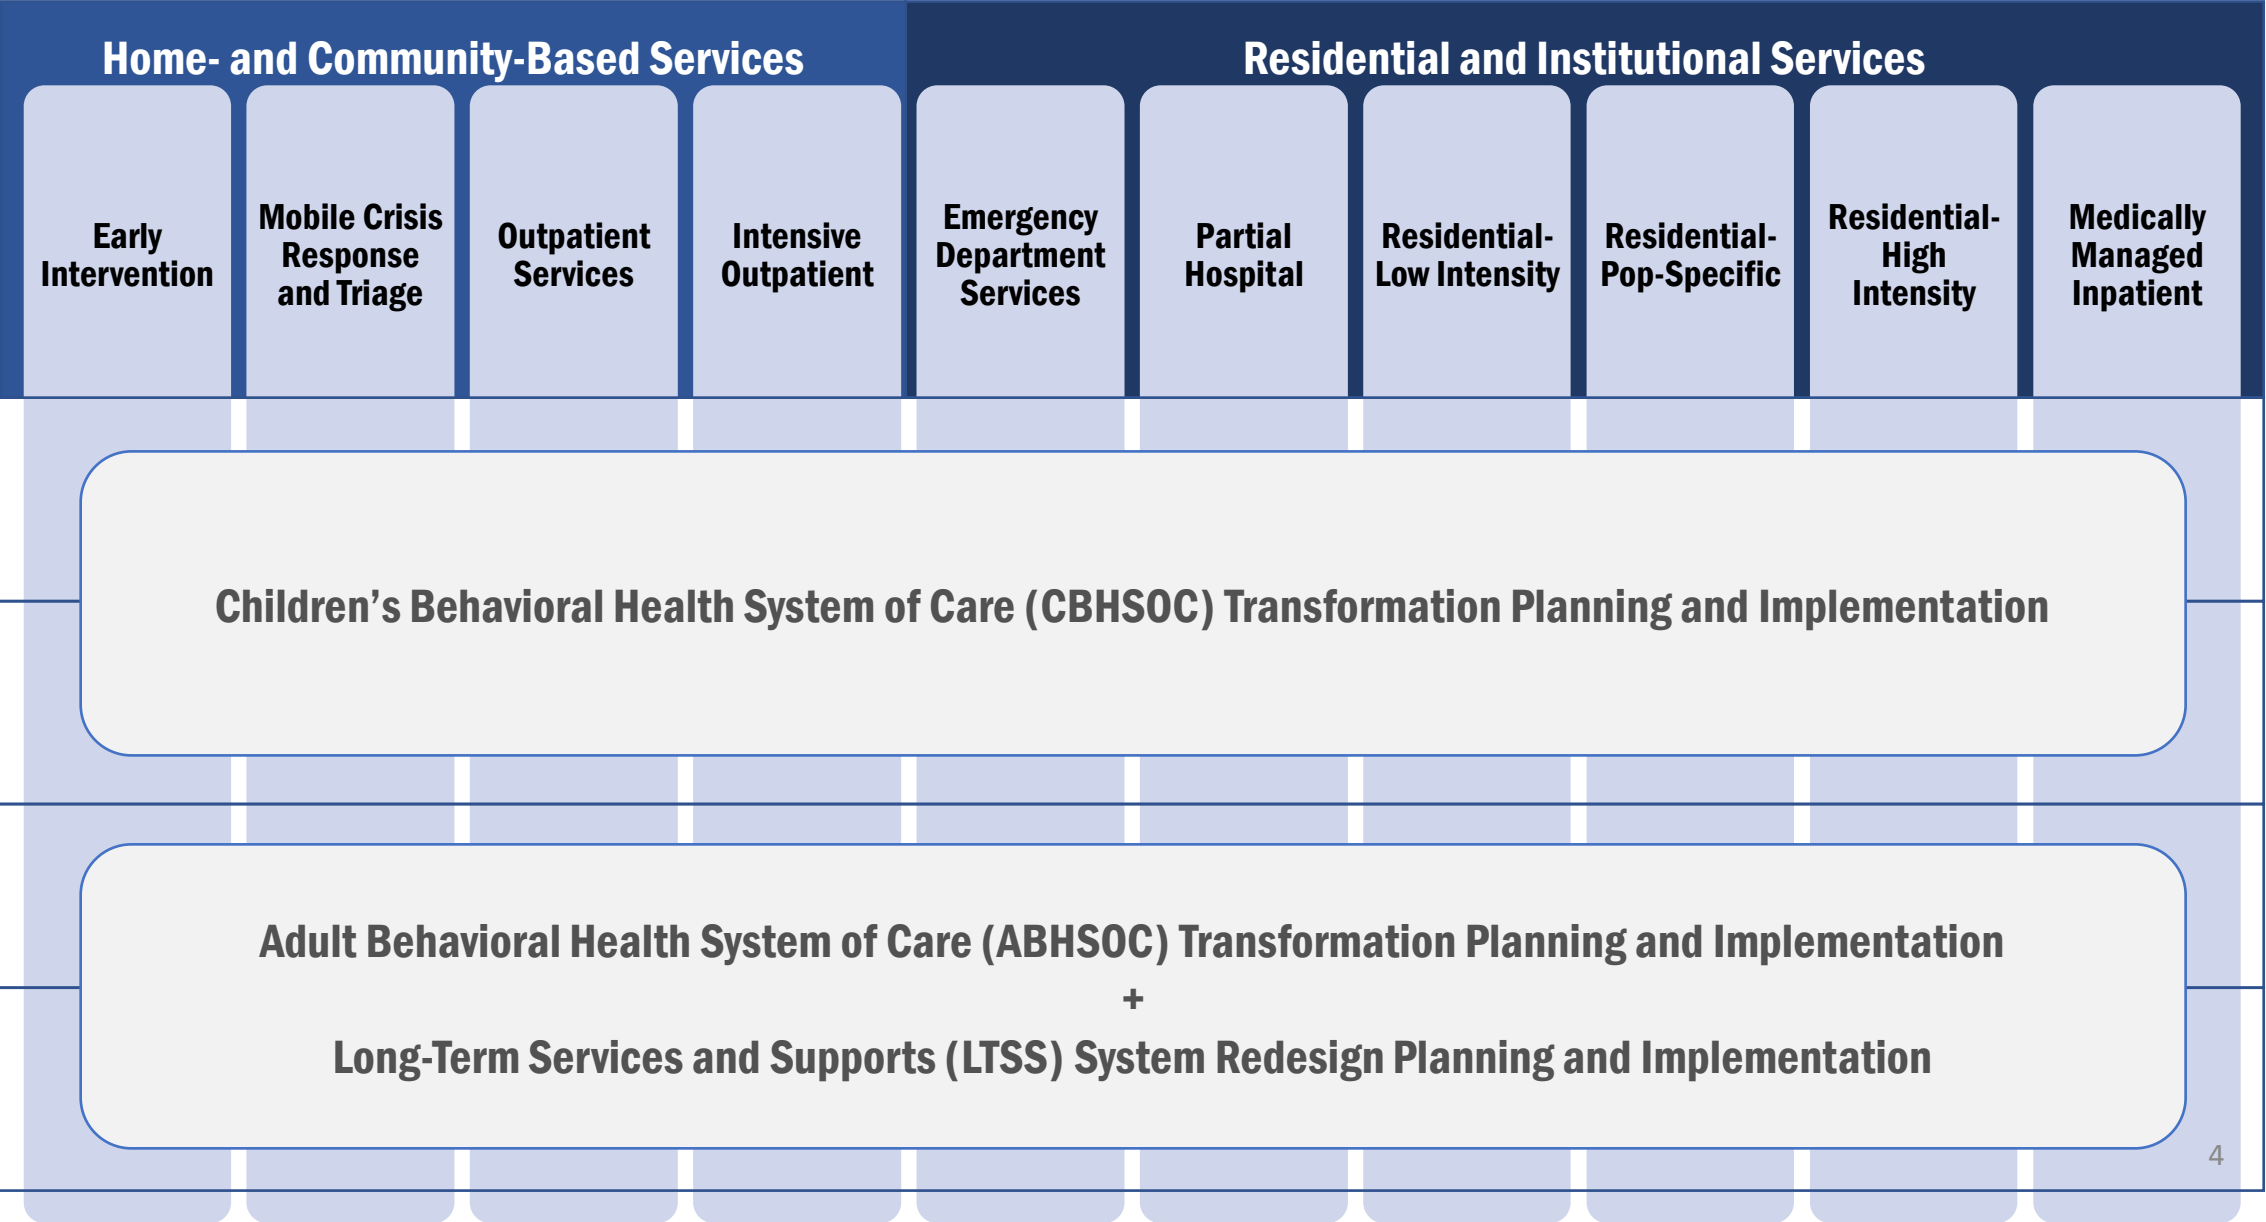 Home- and Community-Based Services
Residential and Institutional Services
Early
Intervention
Mobile Crisis
Response
and Triage
Outpatient
Services
Intensive
Outpatient
Emergency
Department
Services
Partial
Hospital
Residential-
Low Intensity
Residential-
Pop-Specific
Residential-
High
Intensity
Medically
Managed
Inpatient
Children’s Behavioral Health System of Care (CBHSOC) Transformation Planning and Implementation
Adult Behavioral Health System of Care (ABHSOC) Transformation Planning and Implementation
+
Long-Term Services and Supports (LTSS) System Redesign Planning and Implementation
4